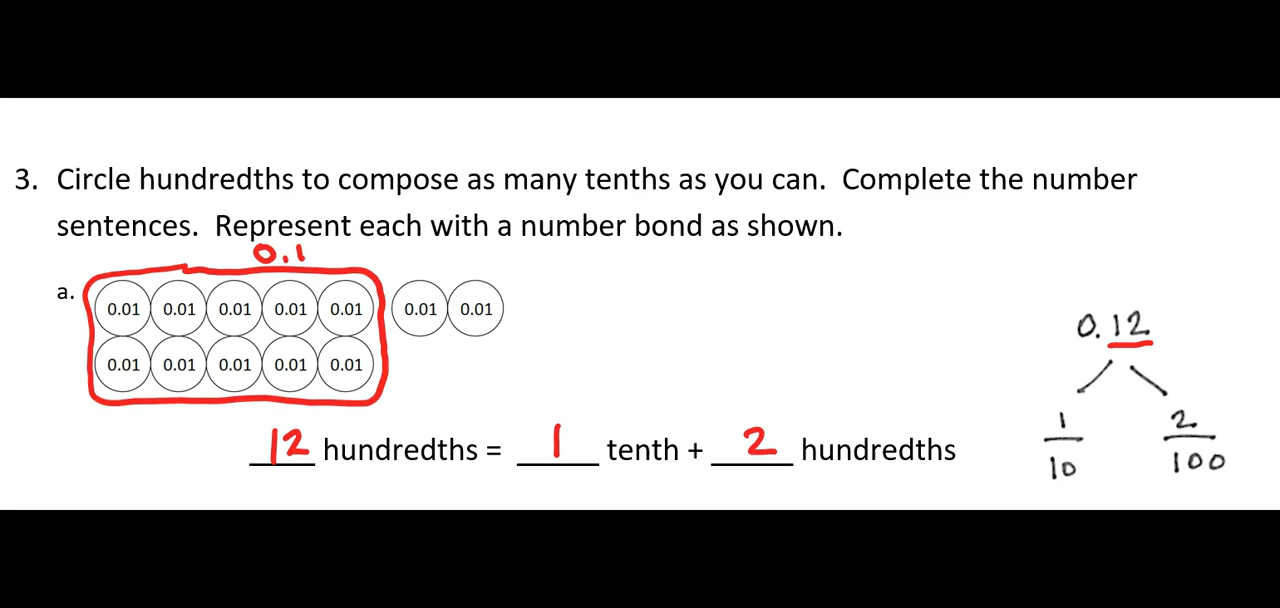 3. Circle hundredths to compose as many tenths as you can. Complete the number
sentences. Represent each with a number bond as shown.
0.1
a.
0.01 0.01 0.01 0.01 0.01 0.01 0.01
0.01 0.01 0.01 0.01 0.01
0.12
1/10 2/100
12 hundredths = 1 tenth + 2 hundredths